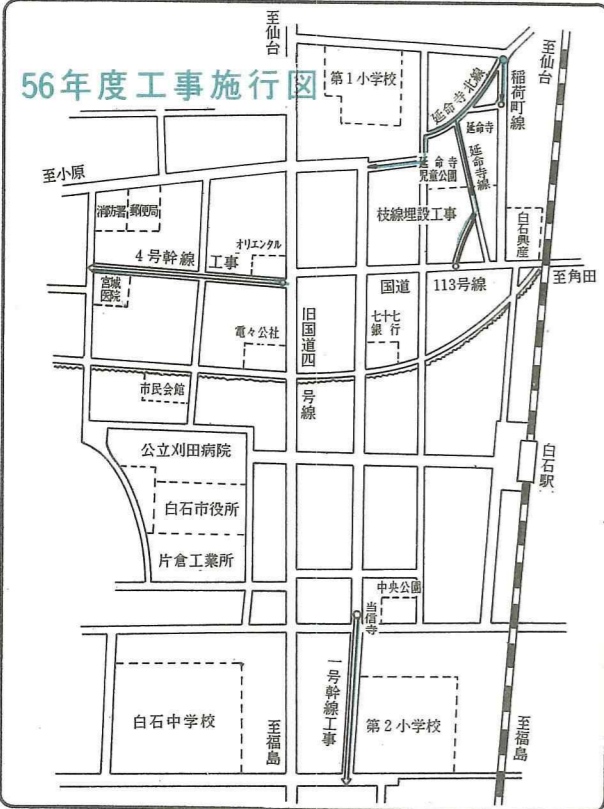 56年度工事施行図
至仙台
至仙台
第1小学校
延命寺北線
稲荷町線
延命寺
延命寺線
延命寺
児童公園
至小原
枝線埋設工事
消防署
郵便局
白石興産
オリエンタル
4号幹線工事
宮城
医院
国道113号線
至角田
旧国道四号線
電々公社
七十七
銀行
市民会館
公立刈田病院
白石駅
白石市役所
片倉工業所
中央公園
当信寺
一号幹線工事
白石中学校
至福島
第2小学校
至福島